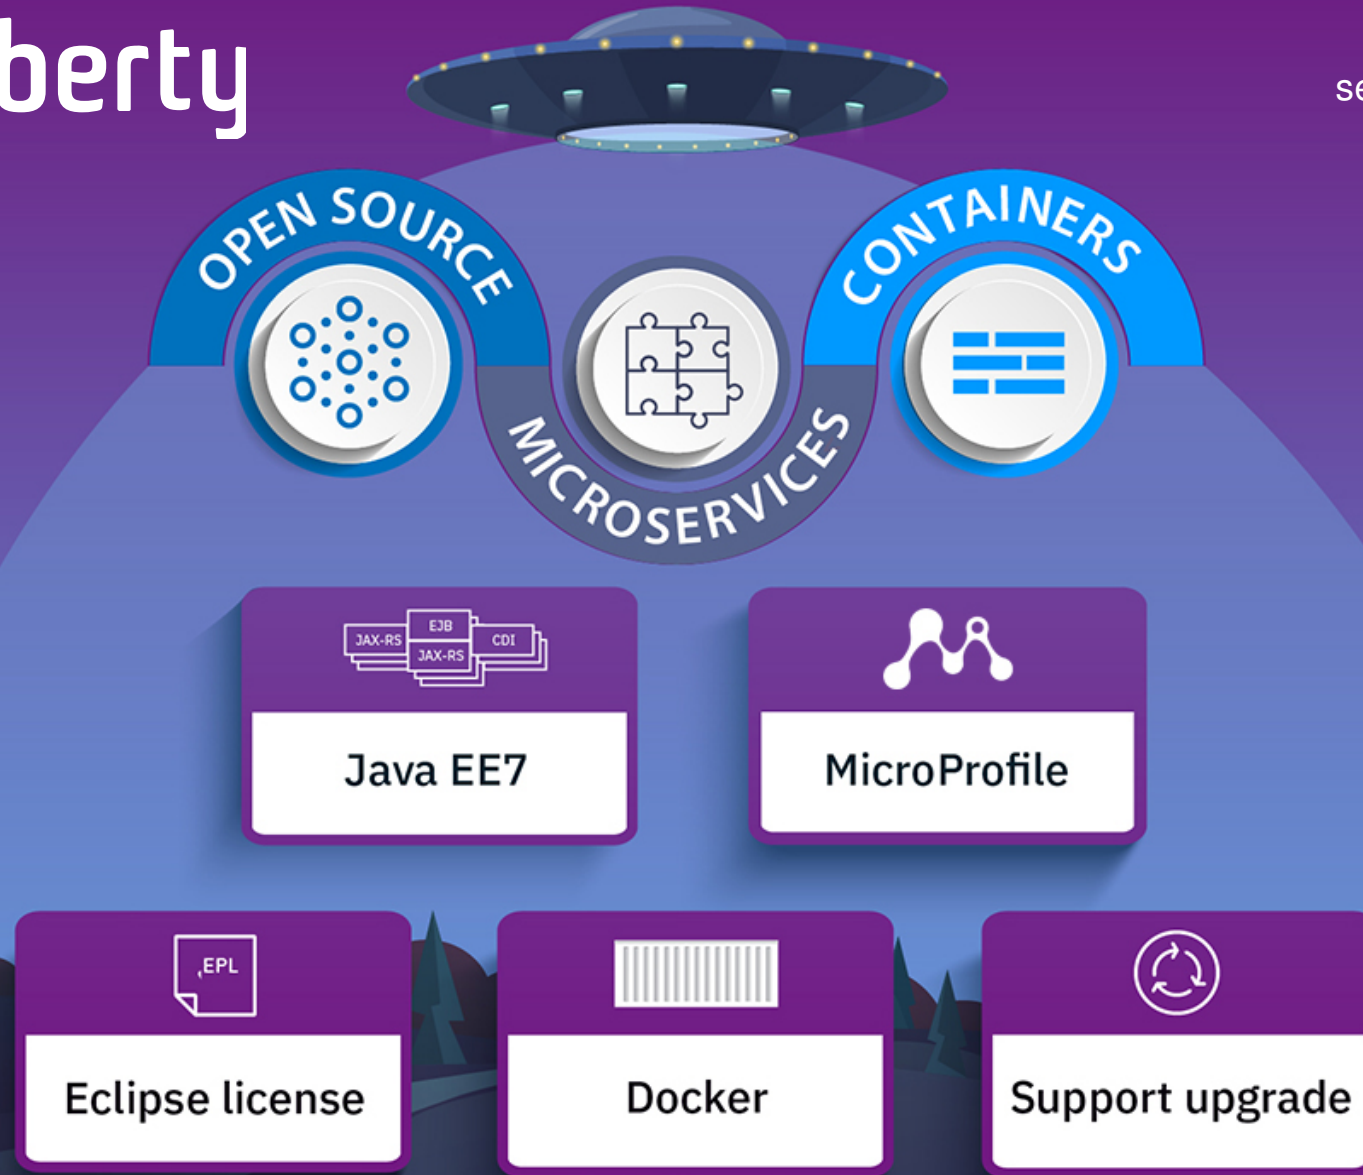 berty
se
OPEN SOURCE
MICROSERVICES
CONTAINERS
EJB
JAX-RS
CDI
JAX-RS
Java EE7
MicroProfile
EPL
Eclipse license
Docker
Support upgrade